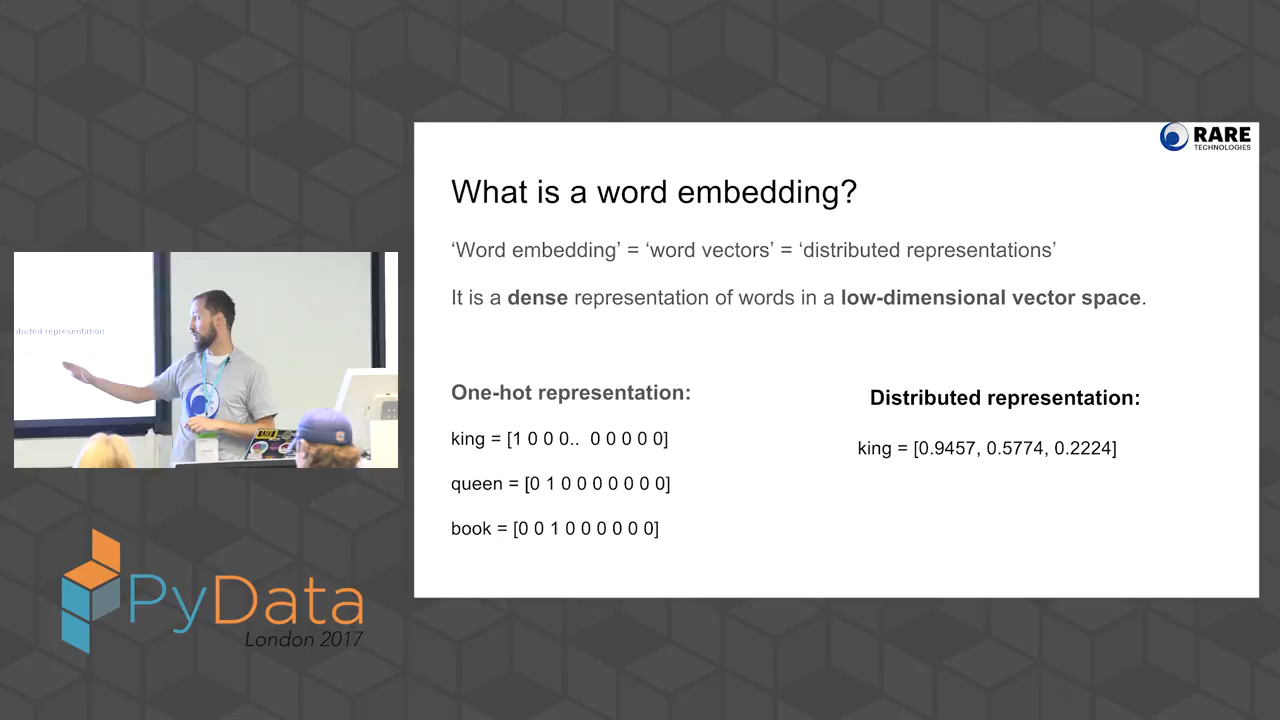 RARE
TECHNOLOGIES
What is a word embedding?
‘Word embedding’ = ‘word vectors’ = ‘distributed representations’
It is a dense representation of words in a low-dimensional vector space.
One-hot representation:
king = [1 0 0 0..  0 0 0 0 0]
queen = [0 1 0 0 0 0 0 0 0]
book = [0 0 1 0 0 0 0 0 0]
Distributed representation:
king = [0.9457, 0.5774, 0.2224]
representation
PyData
London 2017